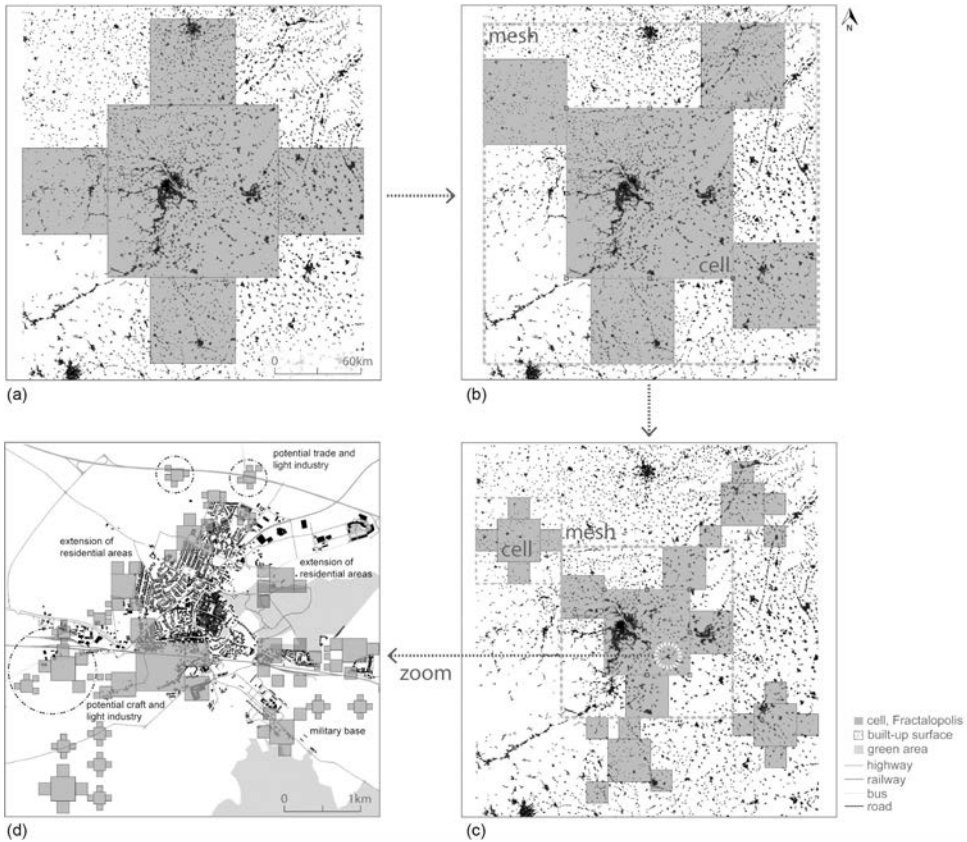 N
0
60km
(a)
mesh
cell
(b)
potential trade and
light industry
extension of
residential areas
extension of
residential areas
potential craft and
light industry
military base
0
1km
(d)
zoom
cell
mesh
(c)
cell, Fractalopolis
built-up surface
green area
highway
railway
bus
road